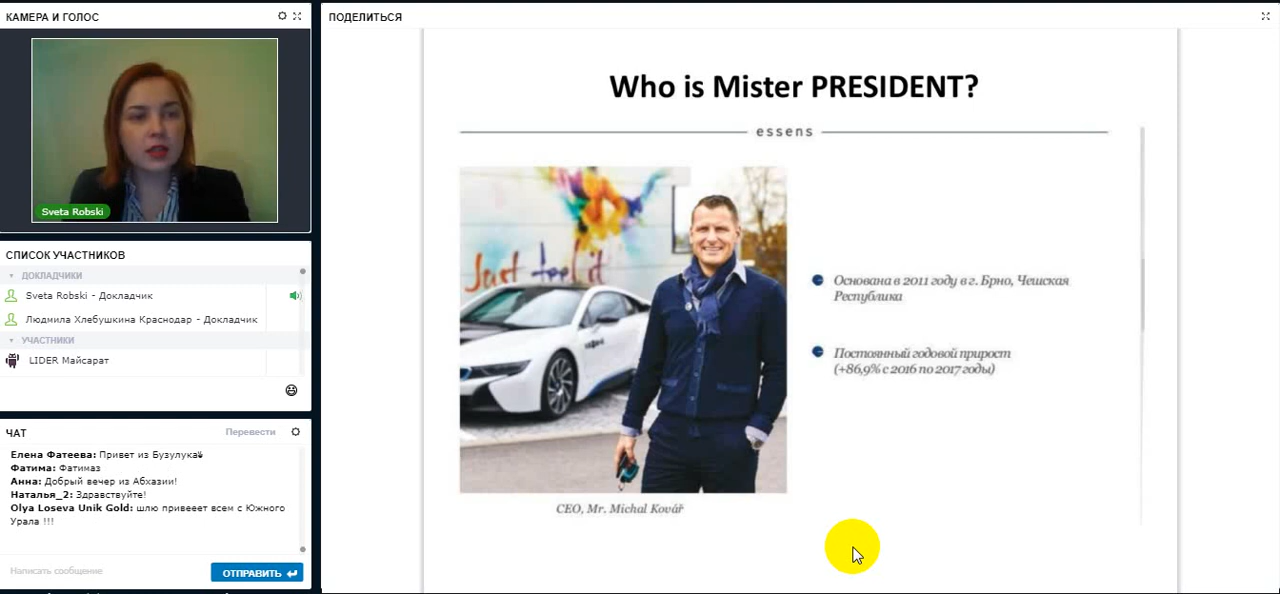 КАМЕРА И ГОЛОС
Sveta Robski
СПИСОК УЧАСТНИКОВ
ДОКЛАДЧИКИ
Sveta Robski - Докладчик
Людмила Хлебушкина Краснодар - Докладчик
УЧАСТНИКИ
LIDER Майсарат
ЧАТ
Перевести
Елена Фатеева: Привет из Бузулука
Фатима: Фатимаз
Анна: Добрый вечер из Абхазии!
Наталья_2: Здравствуйте!
Olya Loseva Unik Gold: шлю привееет всем с Южного
Урала !!!
Написать сообщение
ОТПРАВИТЬ
ПОДЕЛИТЬСЯ
Who is Mister PRESIDENT?
essens
Just feel it
Основана в 2011 году в г. Брно, Чешская
Республика
Постоянный годовой прирост
(+86,9% с 2016 по 2017 годы)
CEO, Mr. Michal Kovář